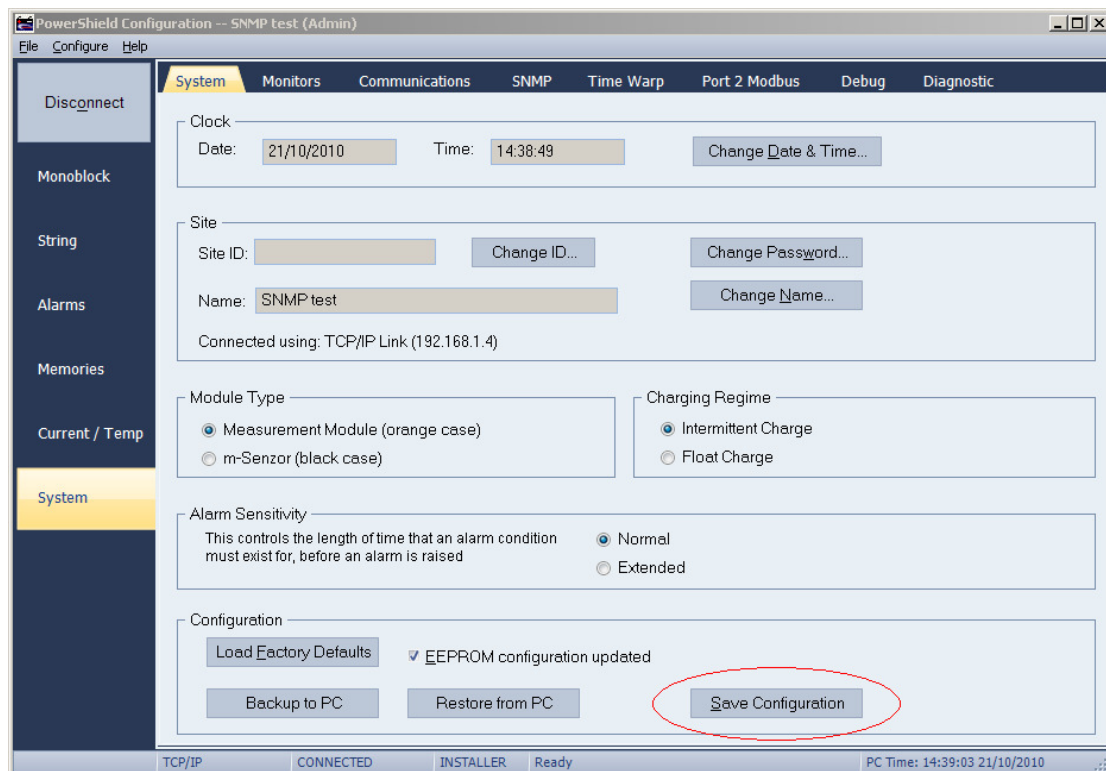 PowerShield Configuration -- SNMP test (Admin)
File Configure Help
Disconnect
Monoblock
String
Alarms
Memories
Current / Temp
System
System Monitors Communications SNMP Time Warp Port 2 Modbus Debug Diagnostic
Clock
Date: 21/10/2010 Time: 14:38:49 Change Date & Time...
Site
Site ID: Change ID... Change Password...
Name: SNMP test Change Name...
Connected using: TCP/IP Link (192.168.1.4)
Module Type
Measurement Module (orange case)
m-Senzor (black case)
Charging Regime
Intermittent Charge
Float Charge
Alarm Sensitivity
This controls the length of time that an alarm condition
must exist for, before an alarm is raised
Normal
Extended
Configuration
Load Factory Defaults EEPROM configuration updated
Backup to PC Restore from PC Save Configuration
TCP/IP CONNECTED INSTALLER Ready PC Time: 14:39:03 21/10/2010